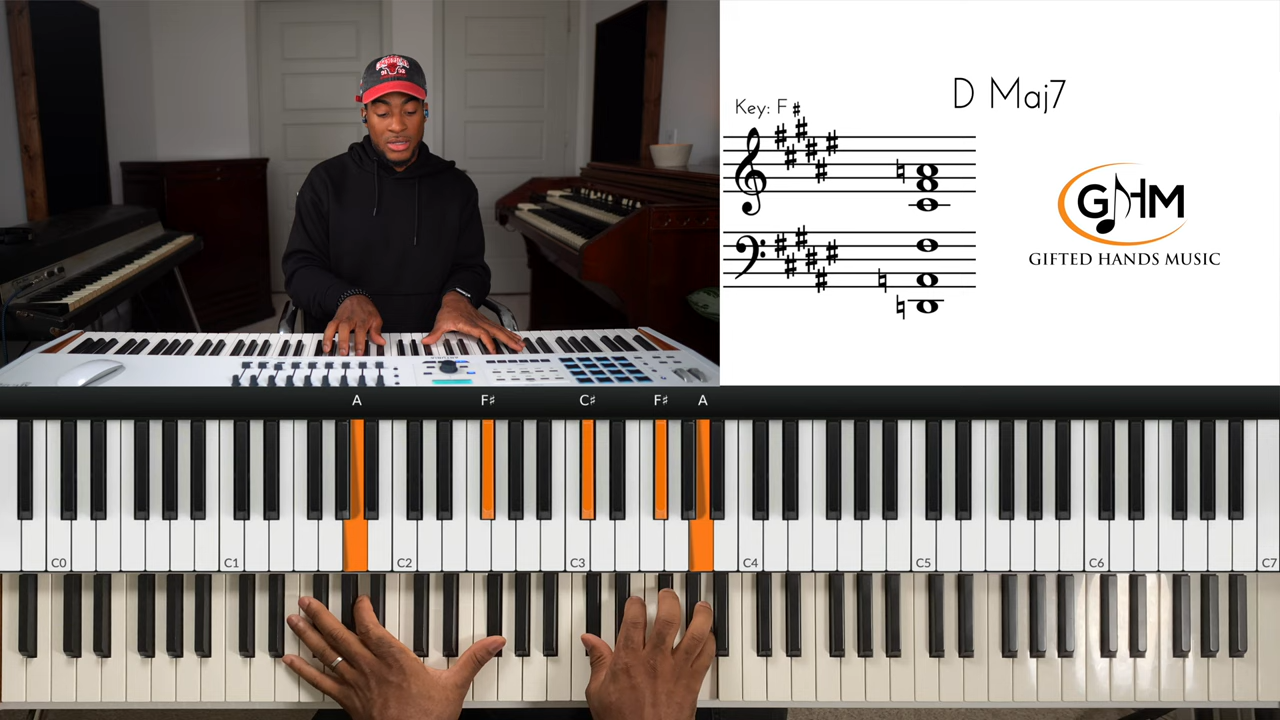 D Maj7
Key: F#
GHM
GIFTED HANDS MUSIC
A F♯ C♯ F♯ A
C0 C1 C2 C3 C4 C5 C6 C7